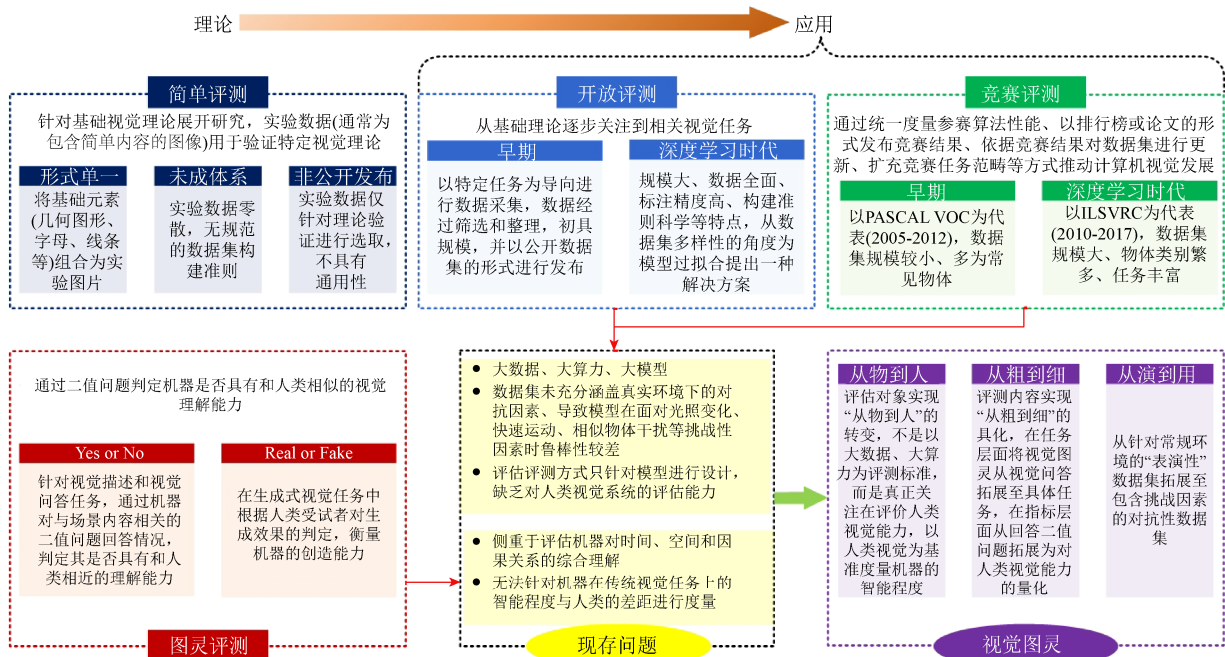 理论
应用
简单评测
针对基础视觉理论展开研究，实验数据(通常为
包含简单内容的图像)用于验证特定视觉理论
形式单一
将基础元素
(几何图形、
字母、线条
等)组合为实
验图片
未成体系
实验数据零
散，无规范
的数据集构
建准则
非公开发布
实验数据仅
针对理论验
证进行选取，
不具有
通用性
开放评测
从基础理论逐步关注到相关视觉任务
早期
以特定任务为导向进
行数据采集，数据经
过筛选和整理，初具
规模，并以公开数据
集的形式进行发布
深度学习时代
规模大、数据全面、
标注精度高、构建准
则科学等特点，从数
据集多样性的角度为
模型过拟合提出一种
解决方案
竞赛评测
通过统一度量参赛算法性能、以排行榜或论文的形
式发布竞赛结果、依据竞赛结果对数据集进行更
新、扩充竞赛任务范畴等方式推动计算机视觉发展
早期
以PASCAL VOC为代
表(2005-2012)，数据
集规模较小、多为常
见物体
深度学习时代
以ILSVRC为代表
(2010-2017)，数据集
规模大、物体类别繁
多、任务丰富
通过二值问题判定机器是否具有和人类相似的视觉
理解能力
Yes or No
针对视觉描述和视觉
问答任务，通过机器
对与场景内容相关的
二值问题回答情况，
判定其是否具有和人
类相近的理解能力
Real or Fake
在生成式视觉任务中
根据人类受试者对生
成效果的判定，衡量
机器的创造能力
图灵评测
● 大数据、大算力、大模型
● 数据集未充分涵盖真实环境下的对
抗因素、导致模型在面对光照变化、
快速运动、相似物体干扰等挑战性
因素时鲁棒性较差
● 评估评测方式只针对模型进行设计，
缺乏对人类视觉系统的评估能力
● 侧重于评估机器对时间、空间和因
果关系的综合理解
● 无法针对机器在传统视觉任务上的
智能程度与人类的差距进行度量
现存问题
从物到人
评估对象实现
“从物到人”的
转变，不是以
大数据、大算
力为评测标准，
而是真正关
注在评价人类
视觉能力，以
人类视觉为基
准度量机器的
智能程度
从粗到细
评测内容实现
“从粗到细”的
具化，在任务
层面将视觉图
灵从视觉问答
拓展至具体任
务，在指标层
面从回答二值
问题拓展为对
人类视觉能力
的量化
从演到用
从针对常规环
境的“表演性”
数据集拓展至
包含挑战因素
的对抗性数据
集
视觉图灵